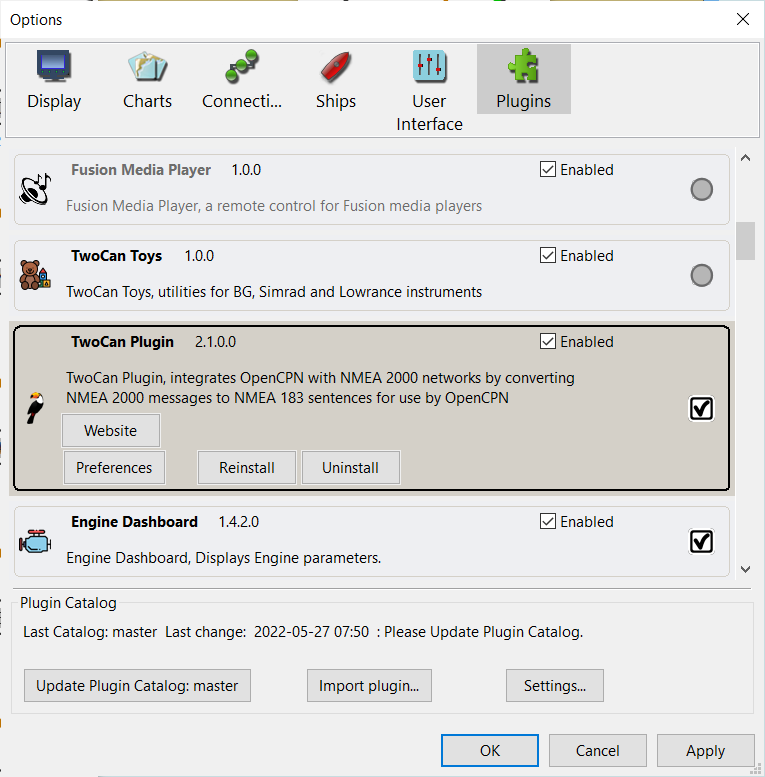 Options
Display
Charts
Connecti...
Ships
User
Interface
Plugins
Fusion Media Player 1.0.0 Enabled
Fusion Media Player, a remote control for Fusion media players
TwoCan Toys 1.0.0 Enabled
TwoCan Toys, utilities for BG, Simrad and Lowrance instruments
TwoCan Plugin 2.1.0.0 Enabled
TwoCan Plugin, integrates OpenCPN with NMEA 2000 networks by converting
NMEA 2000 messages to NMEA 183 sentences for use by OpenCPN
Website
Preferences Reinstall Uninstall
Engine Dashboard 1.4.2.0 Enabled
Engine Dashboard, Displays Engine parameters.
Plugin Catalog
Last Catalog: master Last change: 2022-05-27 07:50 : Please Update Plugin Catalog.
Update Plugin Catalog: master Import plugin... Settings...
OK Cancel Apply